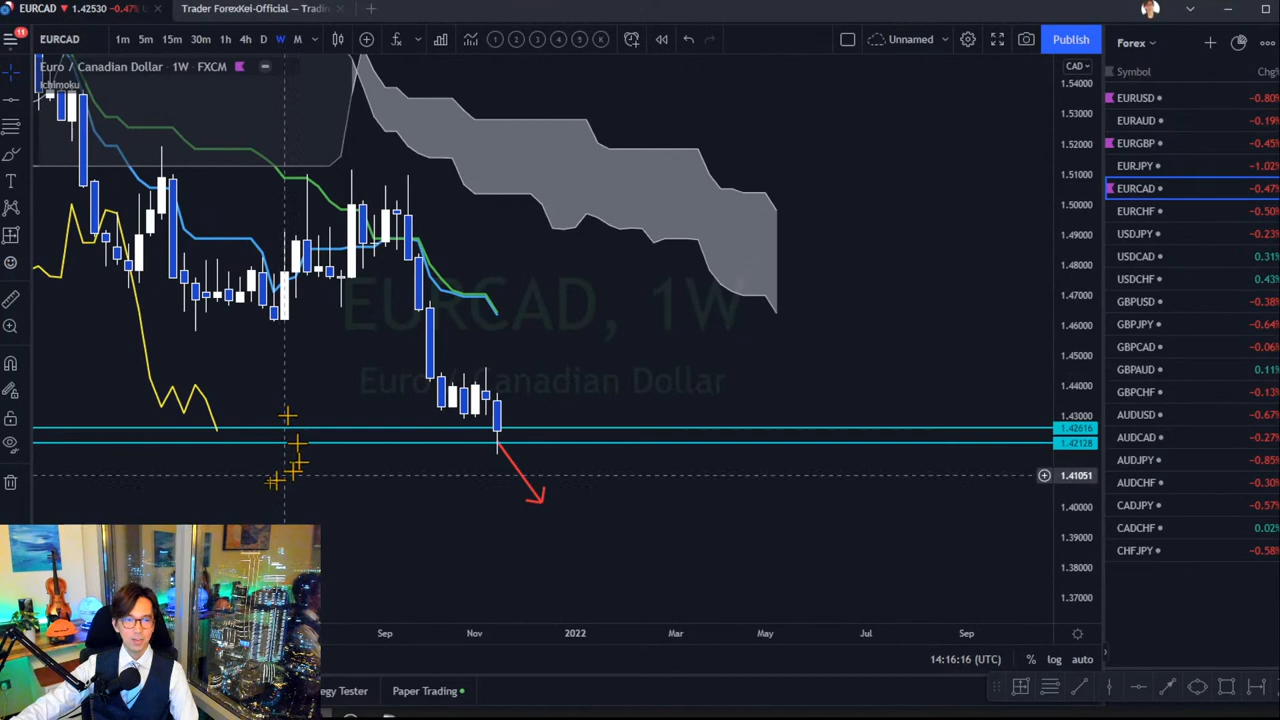 EURCAD 1.42530 −0.47%
Trader ForexKei-Official — Tradin
EURCAD 1m 5m 15m 30m 1h 4h D W M 1 2 3 4 5 K Unnamed Publish
Forex
Euro / Canadian Dollar · 1W · FXCM
Ichimoku
CAD
Symbol Chg%
EURUSD −0.80%
EURAUD −0.19%
EURGBP −0.45%
EURJPY −1.02%
EURCAD −0.47%
EURCHF −0.50%
USDJPY −0.23%
USDCAD 0.31%
USDCHF 0.43%
GBPUSD −0.38%
GBPJPY −0.64%
GBPCAD −0.06%
GBPAUD 0.11%
GBPCHF −0.13%
AUDUSD −0.67%
AUDCAD −0.27%
AUDJPY −0.85%
AUDCHF −0.30%
CADJPY −0.57%
CADCHF 0.02%
CHFJPY −0.58%
1.54000
1.53000
1.52000
1.51000
1.50000
1.49000
1.48000
1.47000
1.46000
1.45000
1.44000
1.43000
1.42616
1.42128
1.41051
1.40000
1.39000
1.38000
1.37000
EURCAD, 1W
Euro / Canadian Dollar
Sep Nov 2022 Mar May Jul Sep
14:16:16 (UTC) % log auto
egy Tester Paper Trading